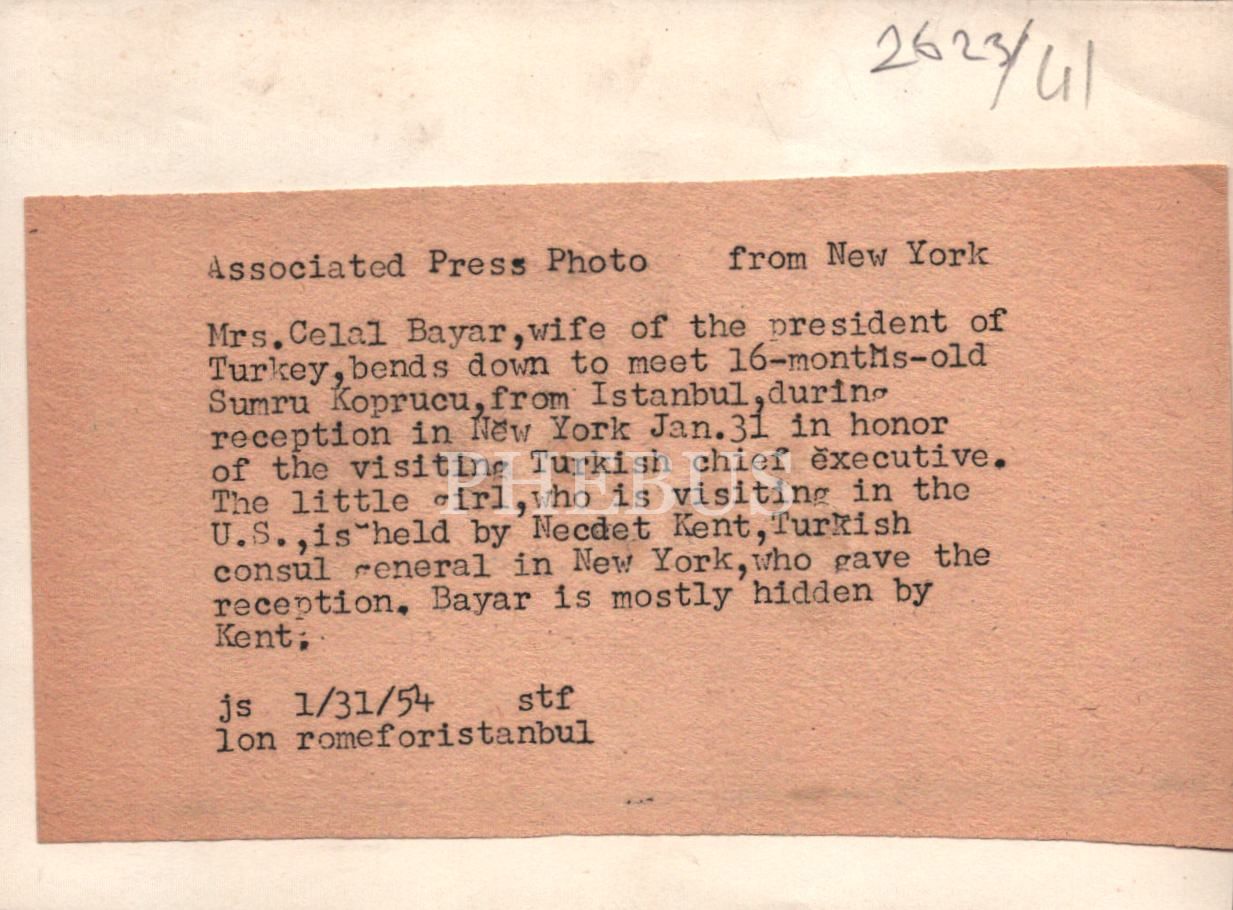 2623/41
Associated Press Photo from New York
Mrs.Celal Bayar,wife of the president of
Turkey,bends down to meet 16-months-old
Sumru Koprucu,from Istanbul,during
reception in New York Jan.31 in honor
of the visiting Turkish chief executive.
PHEBUS
The little girl,who is visiting in the
U.S.,is held by Necdet Kent,Turkish
consul general in New York,who gave the
reception. Bayar is mostly hidden by
Kent.
js 1/31/54 stf
lon romeforistanbul